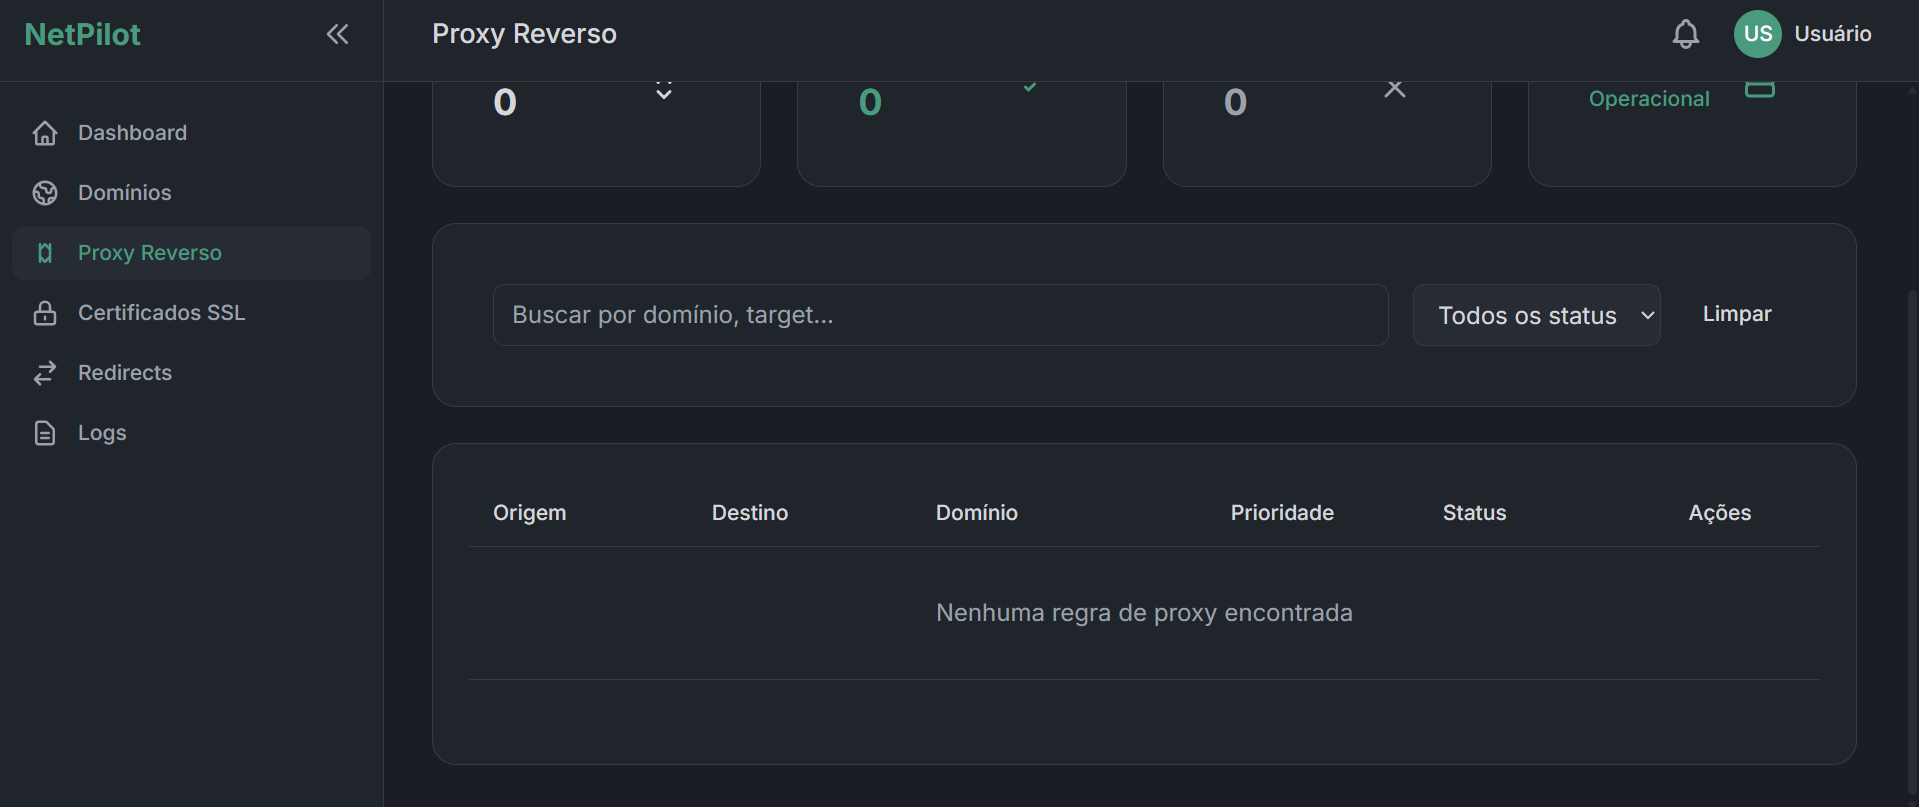 NetPilot
Proxy Reverso
US
Usuário
Dashboard
Domínios
Proxy Reverso
Certificados SSL
Redirects
Logs
0
0
0
Operacional
Buscar por domínio, target...
Todos os status
Limpar
Origem
Destino
Domínio
Prioridade
Status
Ações
Nenhuma regra de proxy encontrada